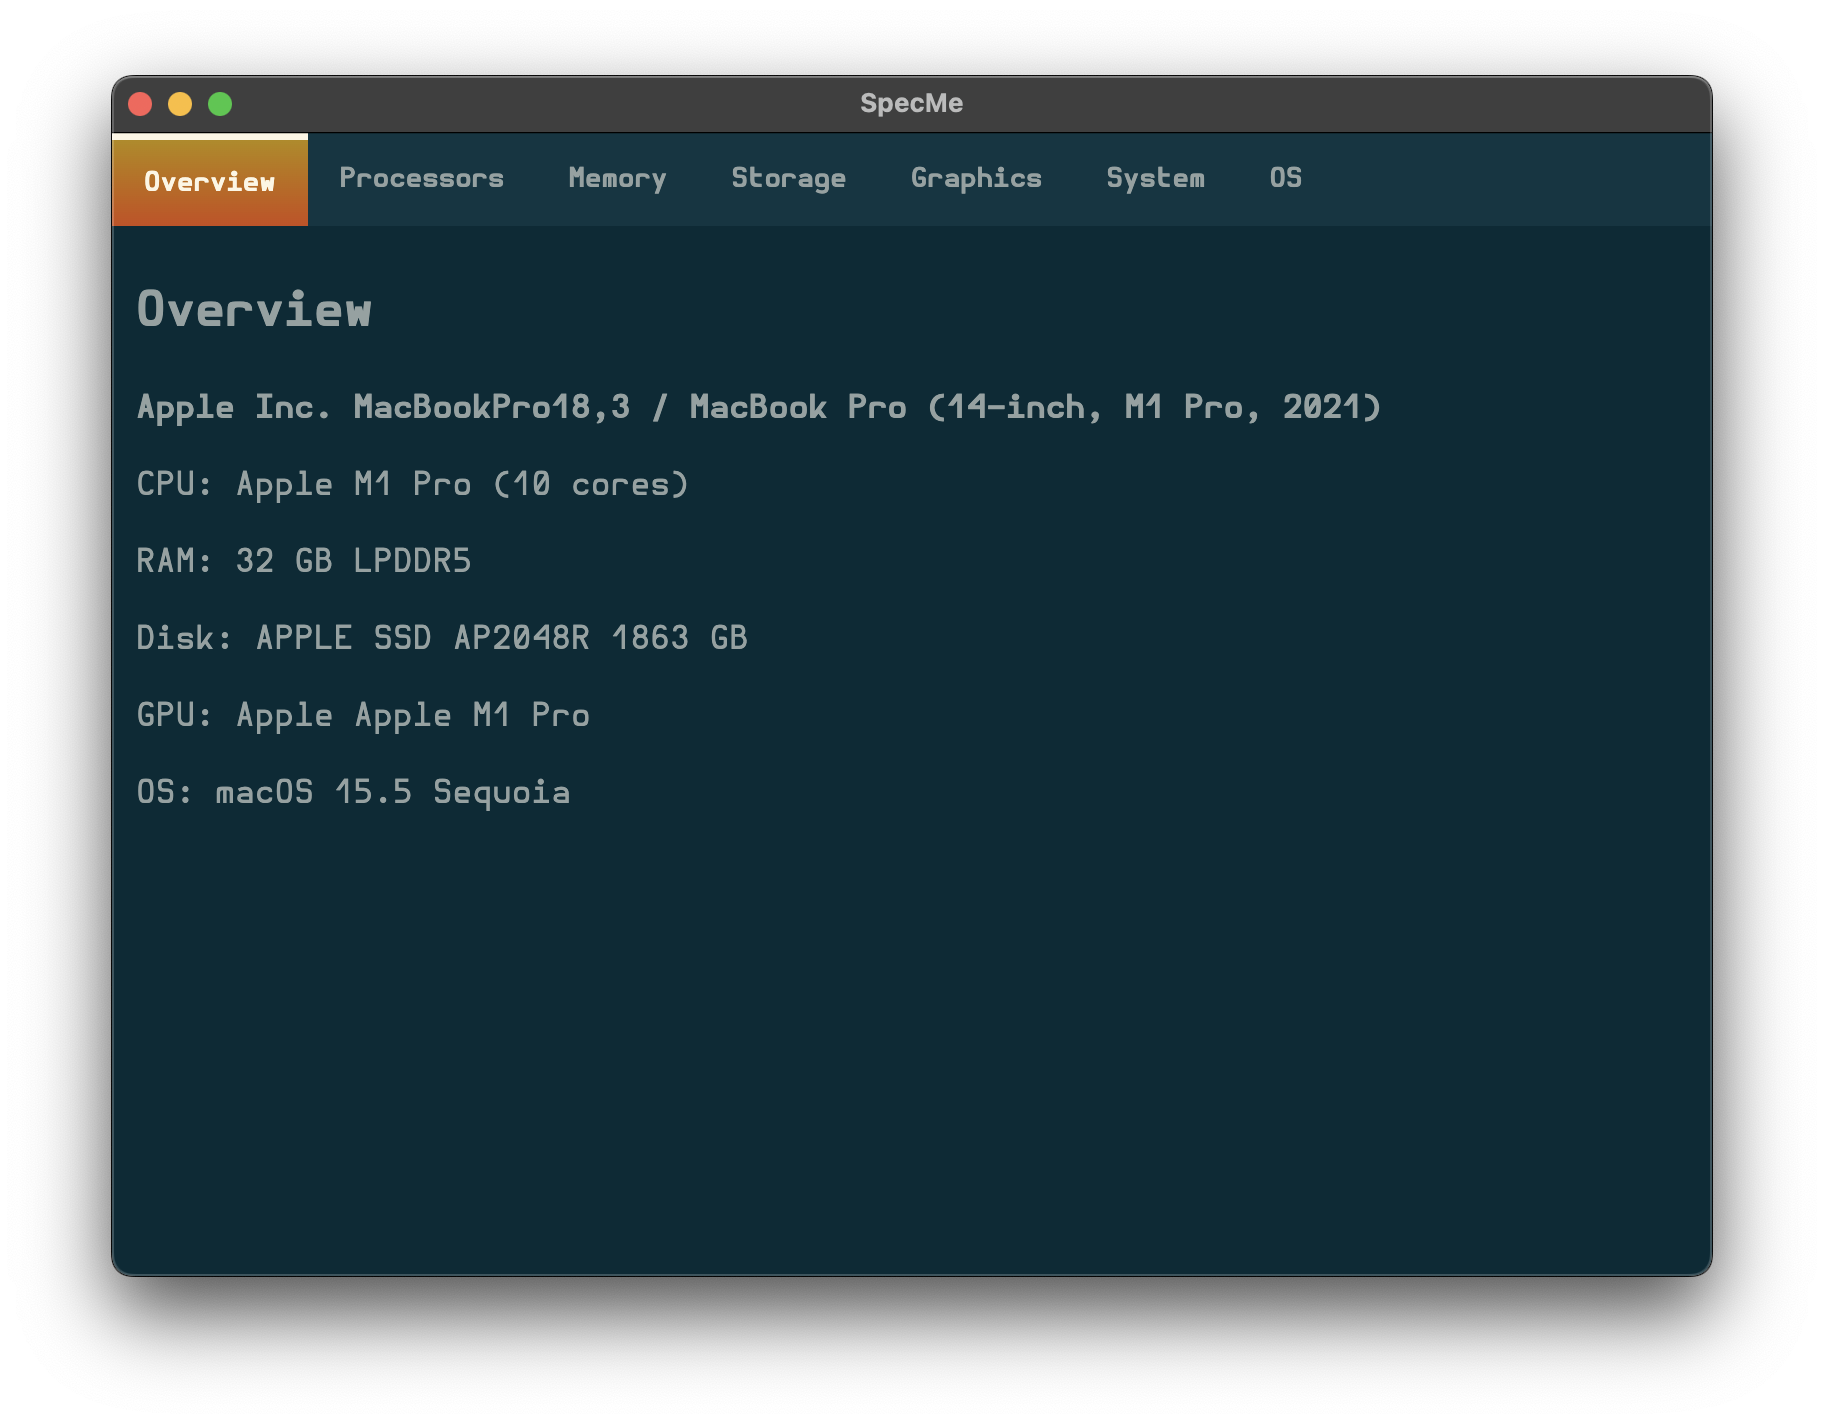 SpecMe
Overview Processors Memory Storage Graphics System OS
Overview
Apple Inc. MacBookPro18,3 / MacBook Pro (14-inch, M1 Pro, 2021)
CPU: Apple M1 Pro (10 cores)
RAM: 32 GB LPDDR5
Disk: APPLE SSD AP2048R 1863 GB
GPU: Apple Apple M1 Pro
OS: macOS 15.5 Sequoia